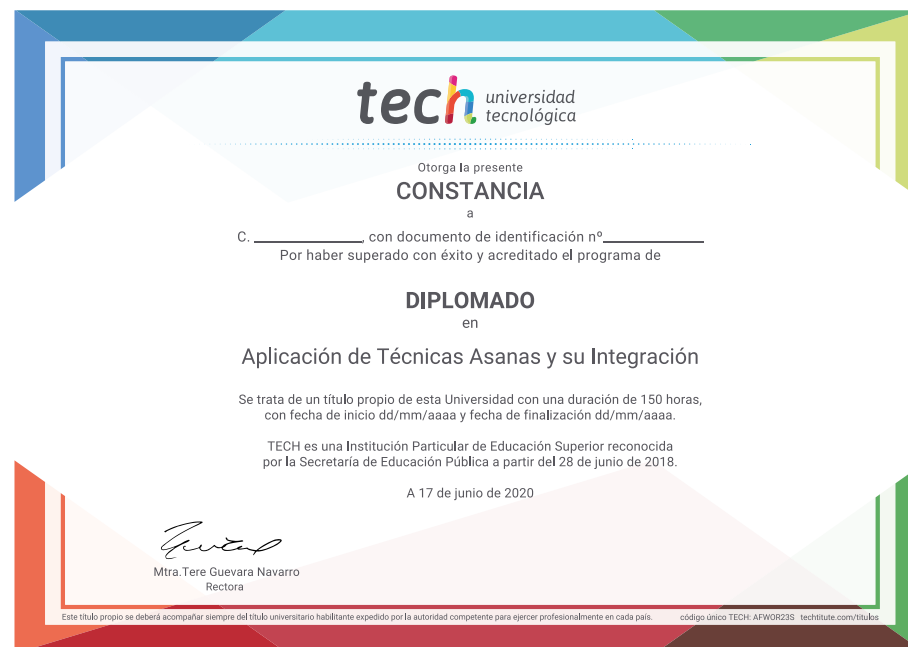 tech universidad
tecnológica
Otorga la presente
CONSTANCIA
a
C. ____________, con documento de identificación nº____________
Por haber superado con éxito y acreditado el programa de
DIPLOMADO
en
Aplicación de Técnicas Asanas y su Integración
Se trata de un título propio de esta Universidad con una duración de 150 horas,
con fecha de inicio dd/mm/aaaa y fecha de finalización dd/mm/aaaa.
TECH es una Institución Particular de Educación Superior reconocida
por la Secretaría de Educación Pública a partir del 28 de junio de 2018.
A 17 de junio de 2020
Mtra.Tere Guevara Navarro
Rectora
Este título propio se deberá acompañar siempre del título universitario habilitante expedido por la autoridad competente para ejercer profesionalmente en cada país. código único TECH: AFWOR23S techtitute.com/titulos